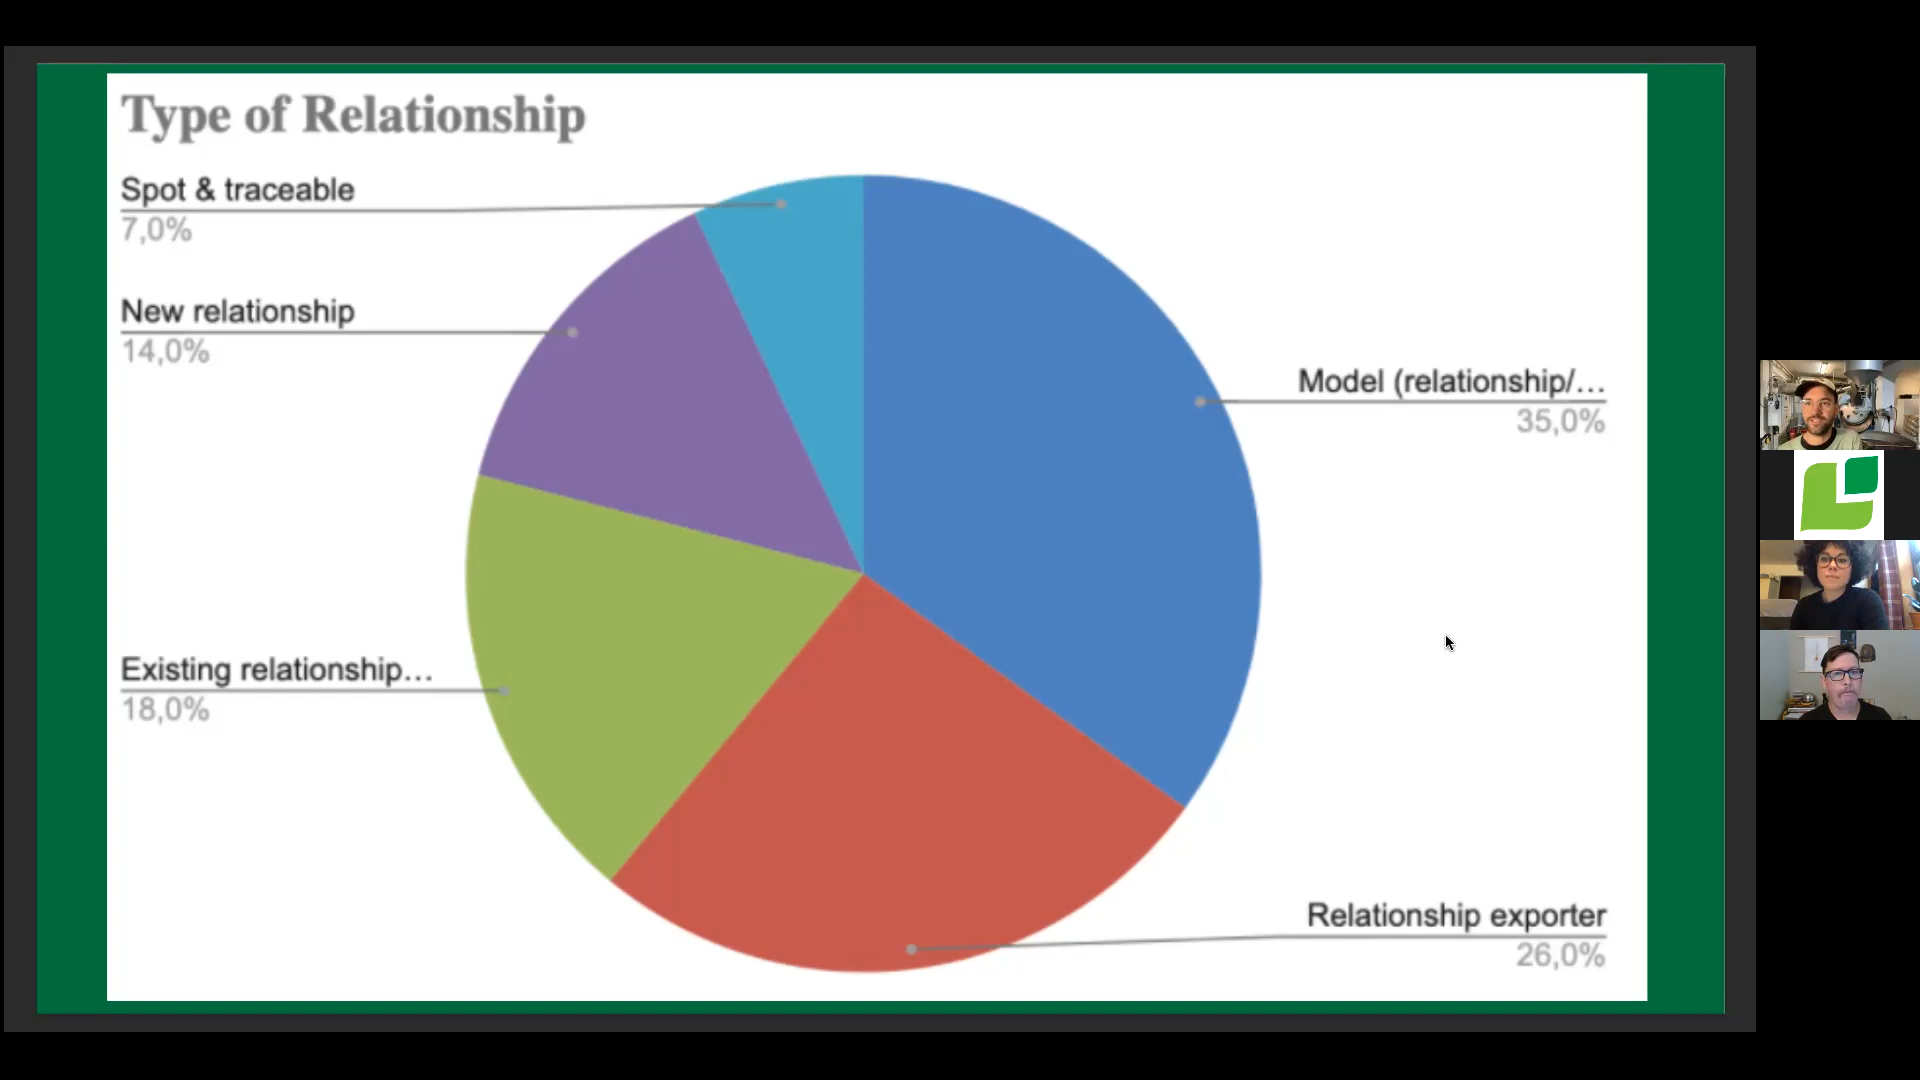 Type of Relationship
Spot & traceable
7,0%
New relationship
14,0%
Model (relationship/...
35,0%
Existing relationship...
18,0%
Relationship exporter
26,0%